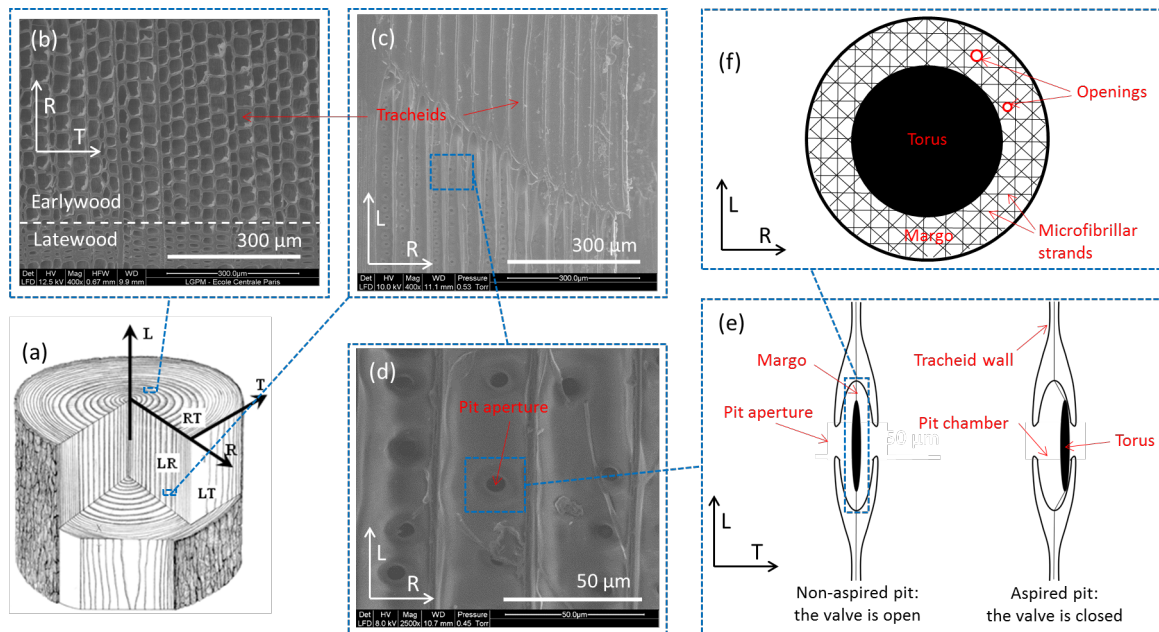 (b)
R
T
Earlywood
Latewood
300 µm
Det HV Mag HFW WD 300.0µm
LFD 12.5 kV 400x 0.67 mm 9.9 mm LGPM - Ecole Centrale Paris
(c)
Tracheids
L
R
300 µm
Det HV Mag WD Pressure 300.0µm
LFD 10.0 kV 400x 11.1 mm 0.53 Torr
(f)
Openings
Torus
L
R
Margo
Microfibrillar
strands
(a)
L
T
RT
R
LR
LT
(d)
Pit aperture
L
R
50 µm
Det HV Mag WD Pressure 50.0µm
LFD 8.0 kV 2500x 10.7 mm 0.45 Torr
(e)
Margo
Tracheid wall
Pit aperture
Pit chamber
50 µm
Torus
L
T
Non-aspired pit:
the valve is open
Aspired pit:
the valve is closed